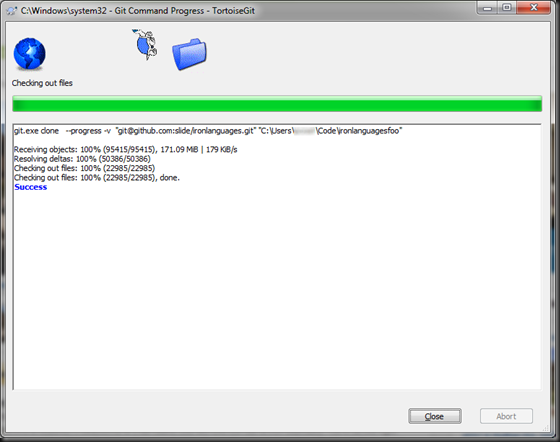 C:\Windows\system32 - Git Command Progress - TortoiseGit
Checking out files
git.exe clone --progress -v "git@github.com:slide/ironlanguages.git" "C:\Users\ \Code\ironlanguagesfoo"
Receiving objects: 100% (95415/95415), 171.09 MiB | 179 KiB/s
Resolving deltas: 100% (50386/50386)
Checking out files: 100% (22985/22985)
Checking out files: 100% (22985/22985), done.
Success
Close
Abort